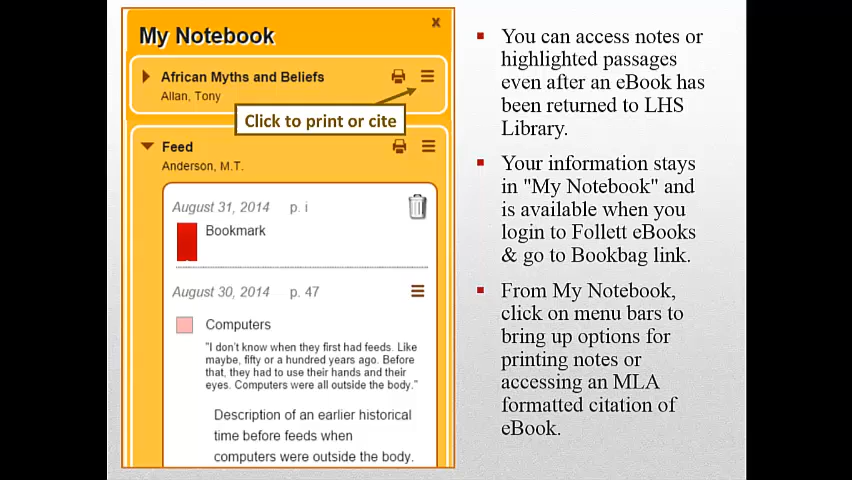 My Notebook
x
African Myths and Beliefs
Allan, Tony
Click to print or cite
Feed
Anderson, M.T.
August 31, 2014 p. i
Bookmark
August 30, 2014 p. 47
Computers
"I don't know when they first had feeds. Like
maybe, fifty or a hundred years ago. Before
that, they had to use their hands and their
eyes. Computers were all outside the body."
Description of an earlier historical
time before feeds when
computers were outside the body.
You can access notes or
highlighted passages
even after an eBook has
been returned to LHS
Library.
Your information stays
in "My Notebook" and
is available when you
login to Follett eBooks
& go to Bookbag link.
From My Notebook,
click on menu bars to
bring up options for
printing notes or
accessing an MLA
formatted citation of
eBook.